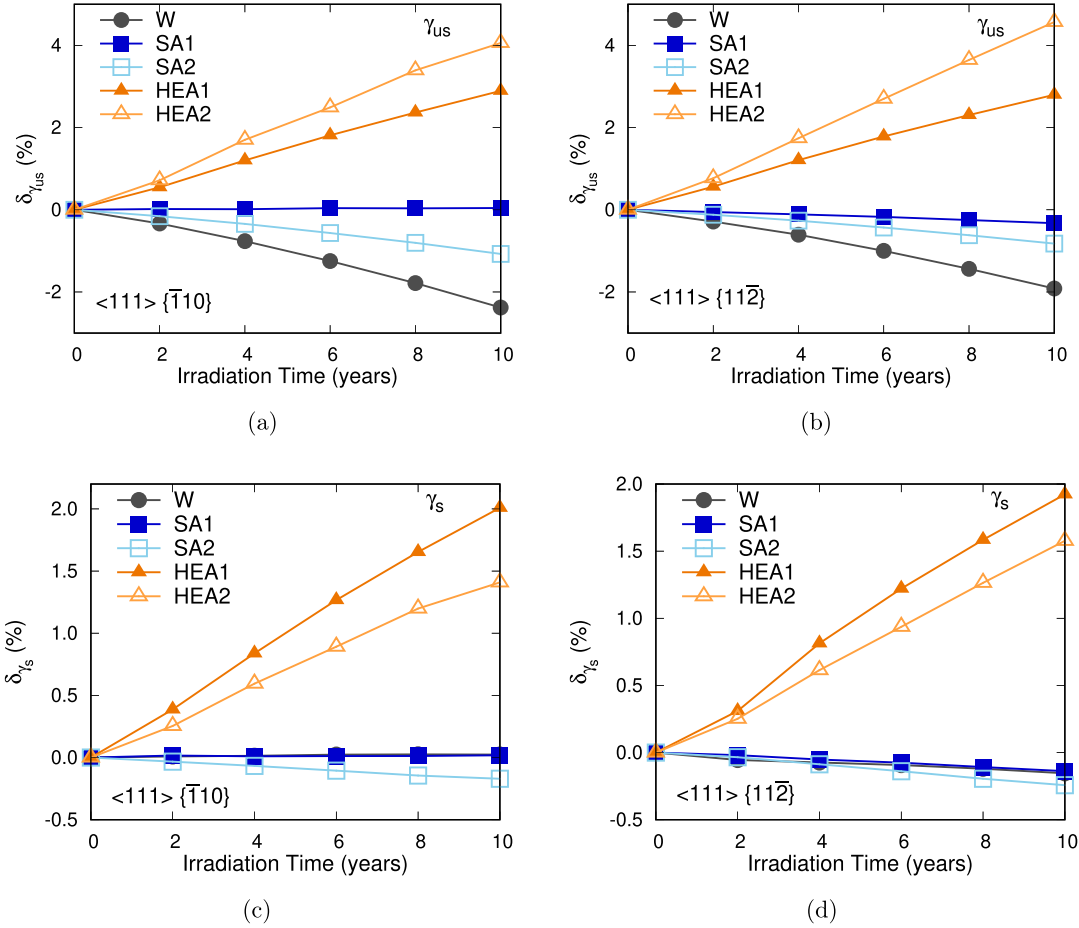 W
SA1
SA2
HEA1
HEA2
γus
4
2
0
-2
δγus (%)
<111> {1̅10}
0 2 4 6 8 10
Irradiation Time (years)
(a)
W
SA1
SA2
HEA1
HEA2
γus
4
2
0
-2
δγus (%)
<111> {112̅}
0 2 4 6 8 10
Irradiation Time (years)
(b)
W
SA1
SA2
HEA1
HEA2
γs
2.0
1.5
1.0
0.5
0.0
-0.5
δγs (%)
<111> {1̅10}
0 2 4 6 8 10
Irradiation Time (years)
(c)
W
SA1
SA2
HEA1
HEA2
γs
2.0
1.5
1.0
0.5
0.0
-0.5
δγs (%)
<111> {112̅}
0 2 4 6 8 10
Irradiation Time (years)
(d)